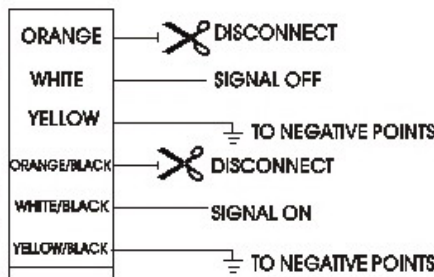 ORANGE DISCONNECT
WHITE SIGNAL OFF
YELLOW TO NEGATIVE POINTS
ORANGE/BLACK DISCONNECT
WHITE/BLACK SIGNAL ON
YELLOW/BLACK TO NEGATIVE POINTS